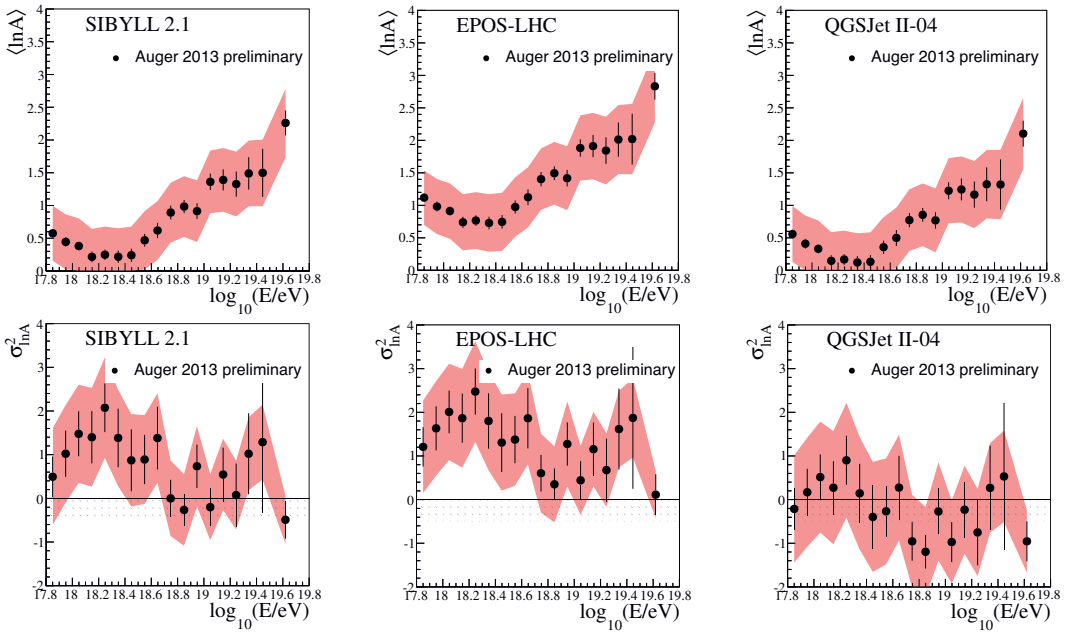 SIBYLL 2.1
⟨lnA⟩
Auger 2013 preliminary
4
3.5
3
2.5
2
1.5
1
0.5
0
17.8 18 18.2 18.4 18.6 18.8 19 19.2 19.4 19.6 19.8
log10(E/eV)
EPOS-LHC
⟨lnA⟩
Auger 2013 preliminary
4
3.5
3
2.5
2
1.5
1
0.5
0
17.8 18 18.2 18.4 18.6 18.8 19 19.2 19.4 19.6 19.8
log10(E/eV)
QGSJet II-04
⟨lnA⟩
Auger 2013 preliminary
4
3.5
3
2.5
2
1.5
1
0.5
0
17.8 18 18.2 18.4 18.6 18.8 19 19.2 19.4 19.6 19.8
log10(E/eV)
SIBYLL 2.1
σ²lnA
Auger 2013 preliminary
4
3
2
1
0
-1
-2
17.8 18 18.2 18.4 18.6 18.8 19 19.2 19.4 19.6 19.8
log10(E/eV)
EPOS-LHC
σ²lnA
Auger 2013 preliminary
4
3
2
1
0
-1
-2
17.8 18 18.2 18.4 18.6 18.8 19 19.2 19.4 19.6 19.8
log10(E/eV)
QGSJet II-04
σ²lnA
Auger 2013 preliminary
4
3
2
1
0
-1
-2
17.8 18 18.2 18.4 18.6 18.8 19 19.2 19.4 19.6 19.8
log10(E/eV)